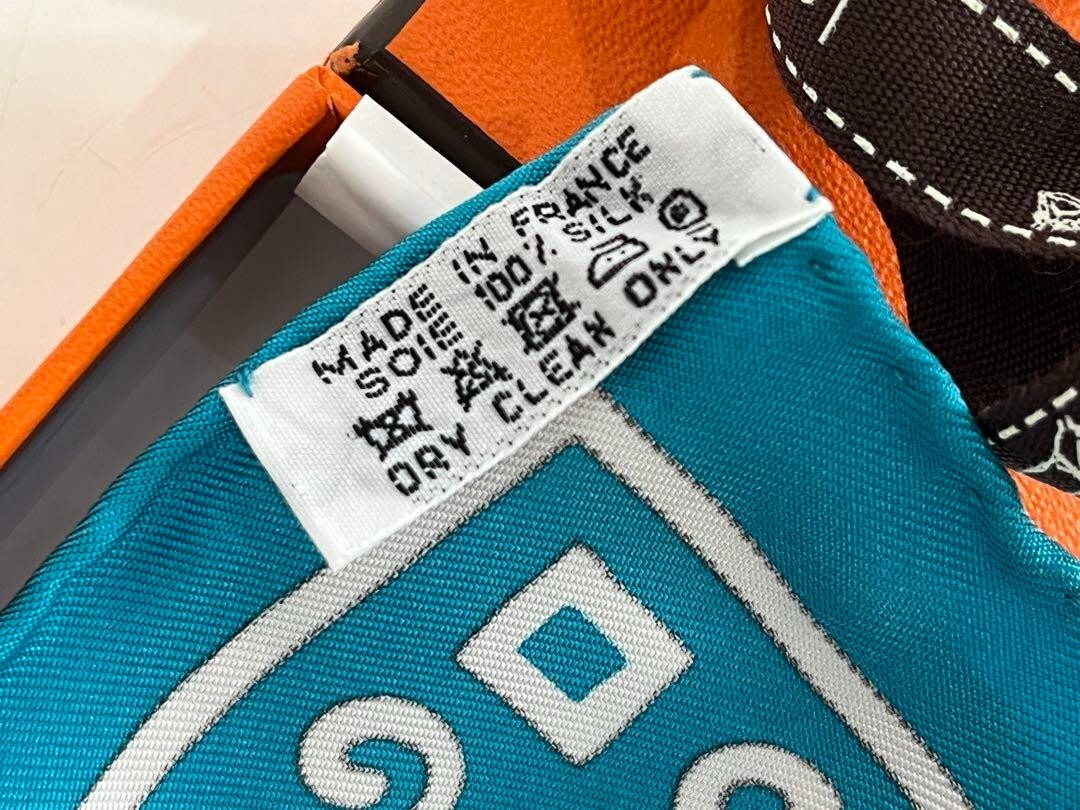 MADE IN FRANCE
SOIE 100% SILK
DRY CLEAN ONLY